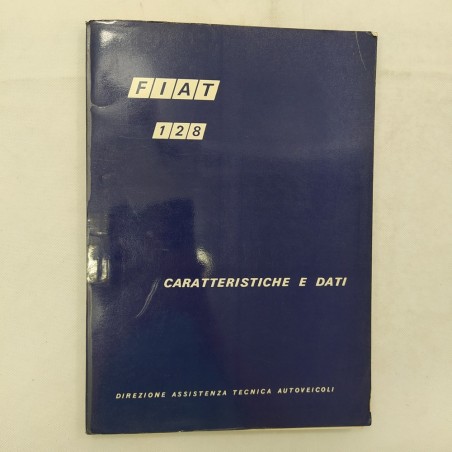 FIAT
128
CARATTERISTICHE E DATI
DIREZIONE ASSISTENZA TECNICA AUTOVEICOLI